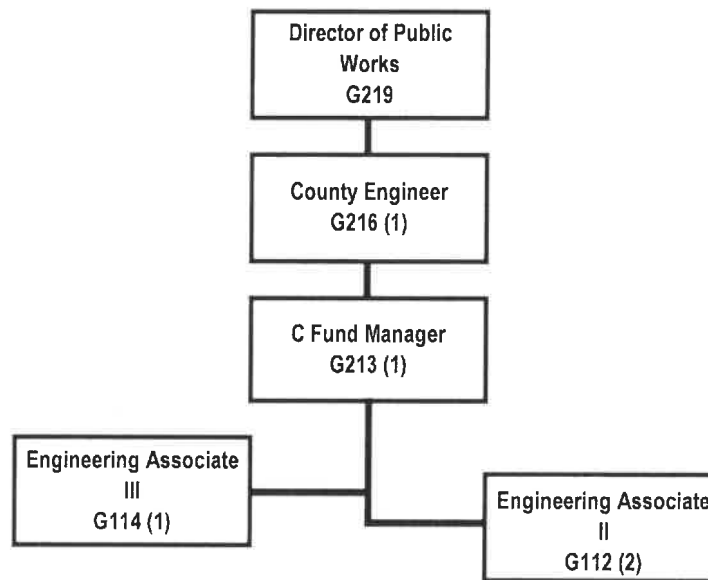 Director of Public
Works
G219
County Engineer
G216 (1)
C Fund Manager
G213 (1)
Engineering Associate
III
G114 (1)
Engineering Associate
II
G112 (2)